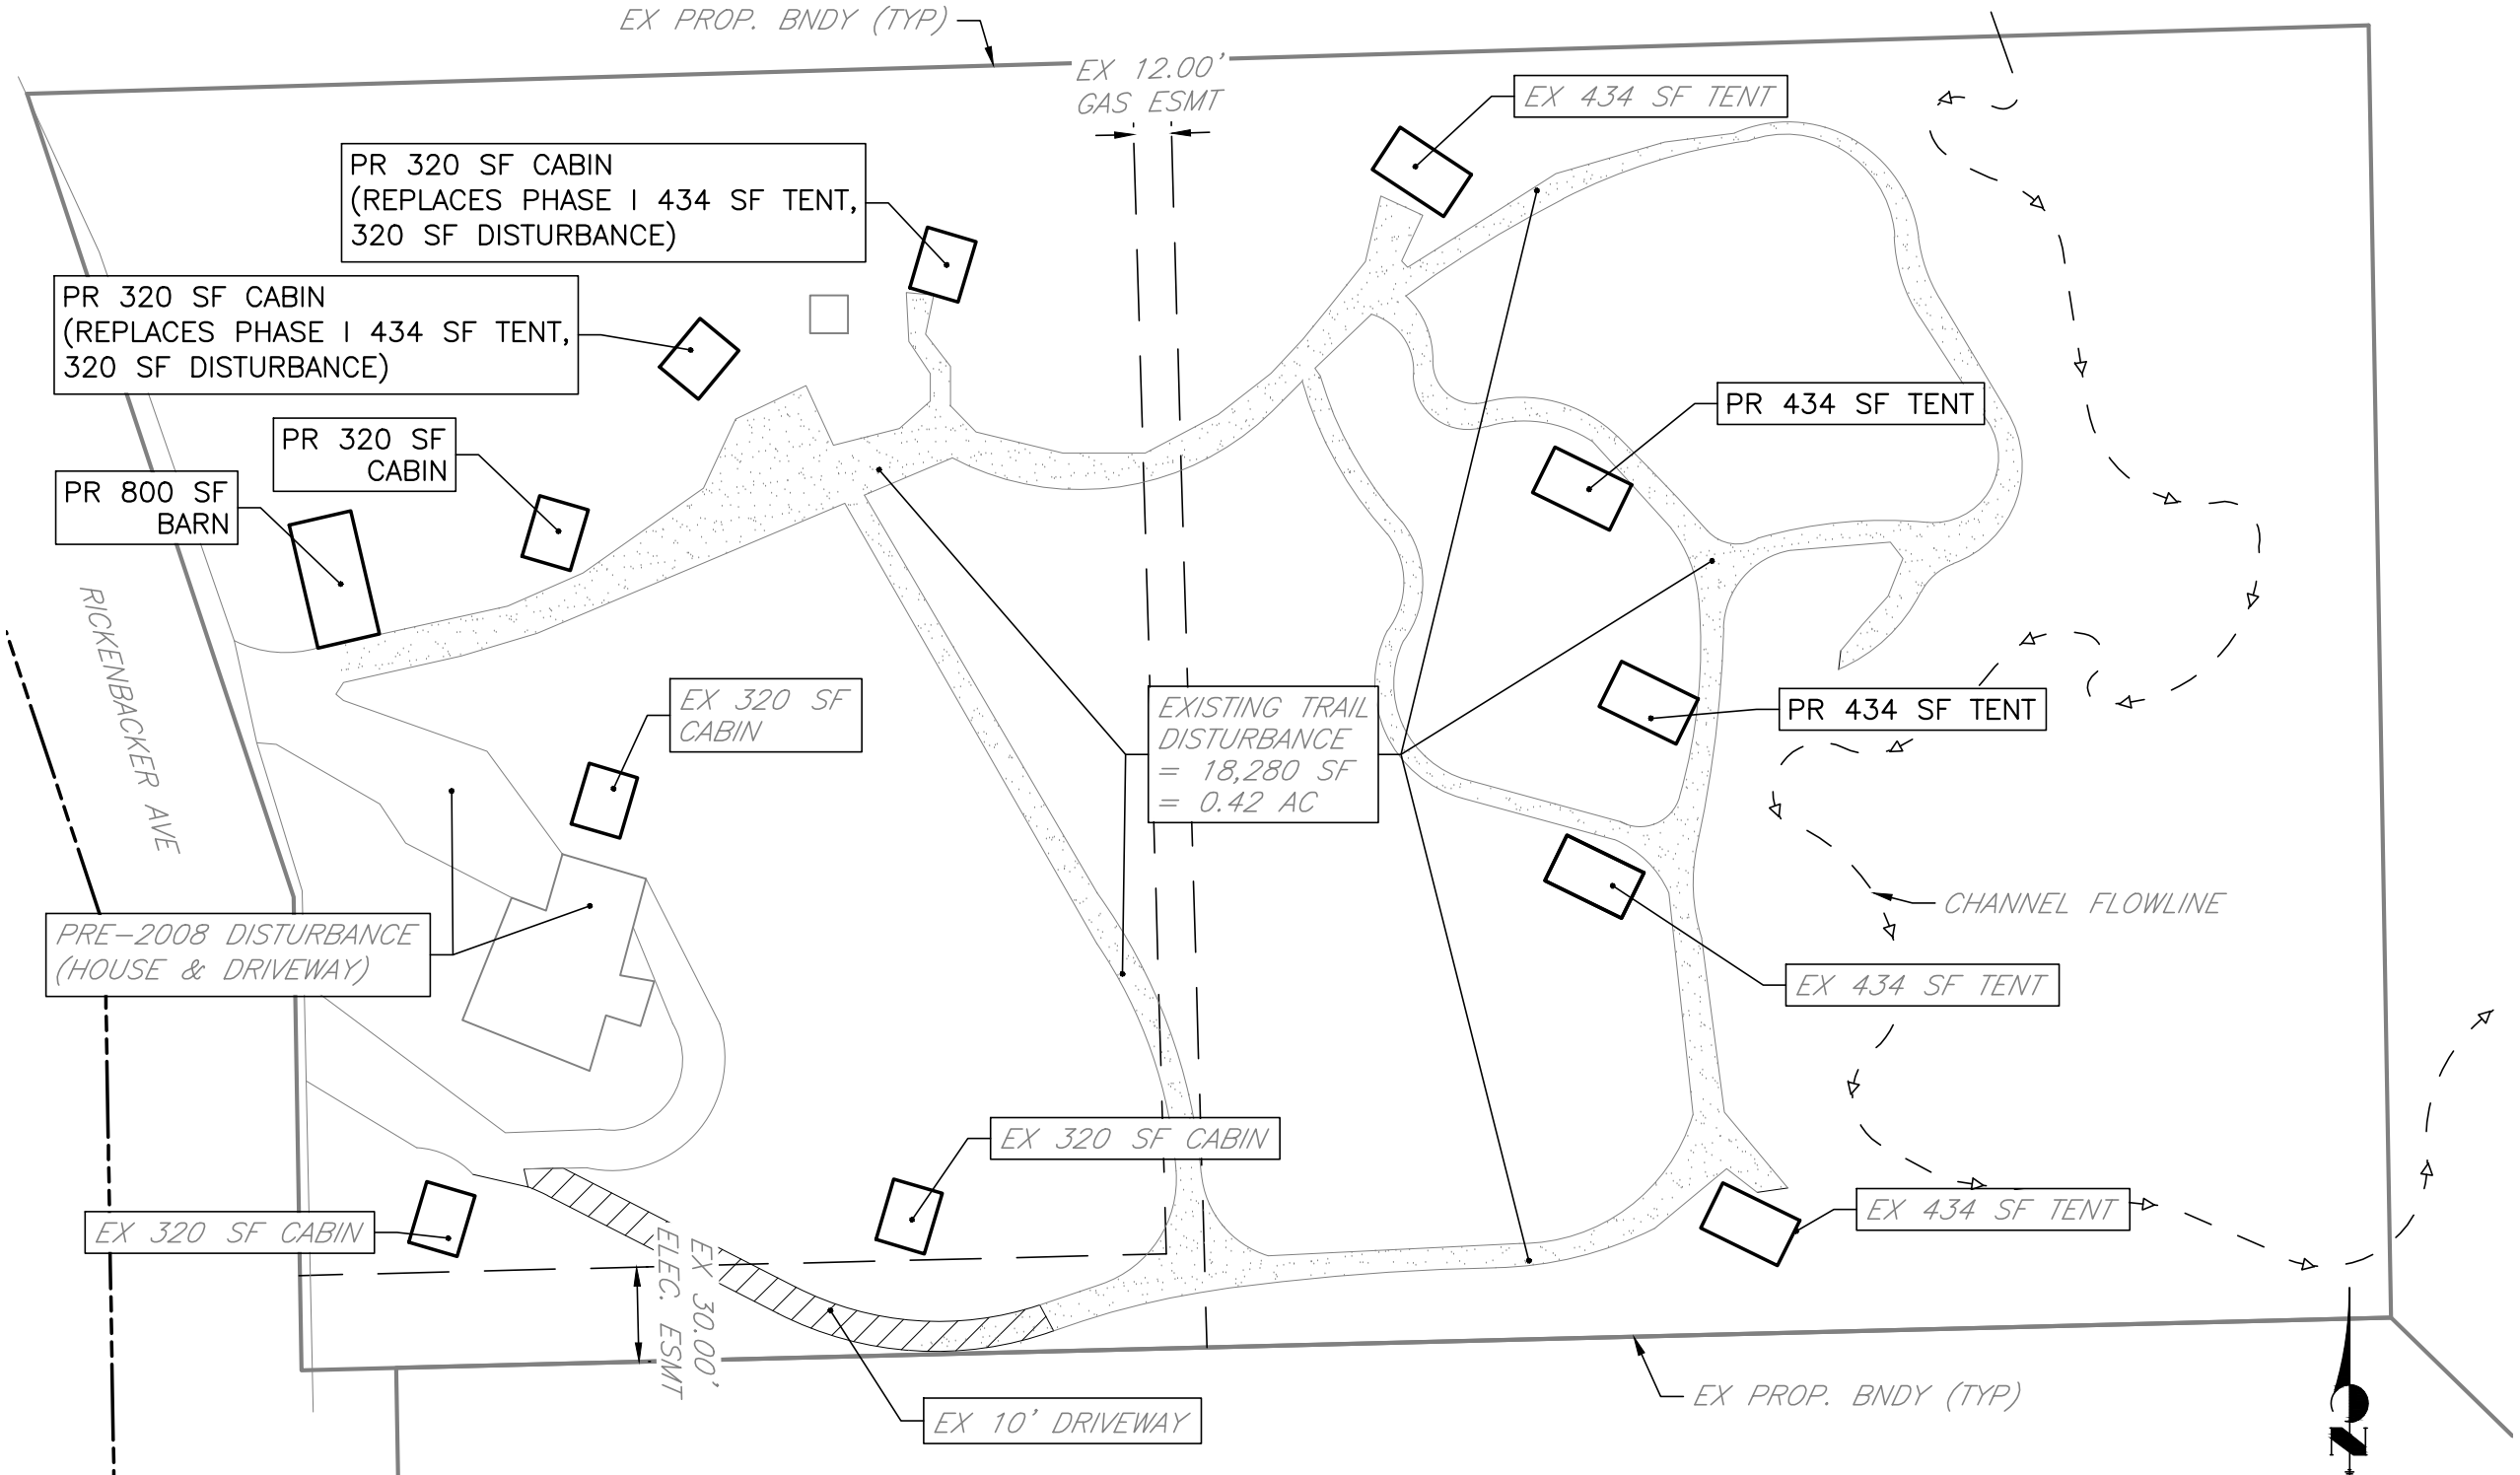 EX PROP. BNDY (TYP)
EX 12.00'
GAS ESMT
EX 434 SF TENT
PR 320 SF CABIN
(REPLACES PHASE I 434 SF TENT,
320 SF DISTURBANCE)
PR 320 SF CABIN
(REPLACES PHASE I 434 SF TENT,
320 SF DISTURBANCE)
PR 434 SF TENT
PR 320 SF
CABIN
PR 800 SF
BARN
RICKENBACKER AVE
EX 320 SF
CABIN
EXISTING TRAIL
DISTURBANCE
= 18,280 SF
= 0.42 AC
PR 434 SF TENT
CHANNEL FLOWLINE
PRE-2008 DISTURBANCE
(HOUSE & DRIVEWAY)
EX 434 SF TENT
EX 320 SF CABIN
EX 320 SF CABIN
EX 434 SF TENT
EX 30.00'
ELEC. ESMT
EX 10' DRIVEWAY
EX PROP. BNDY (TYP)
N